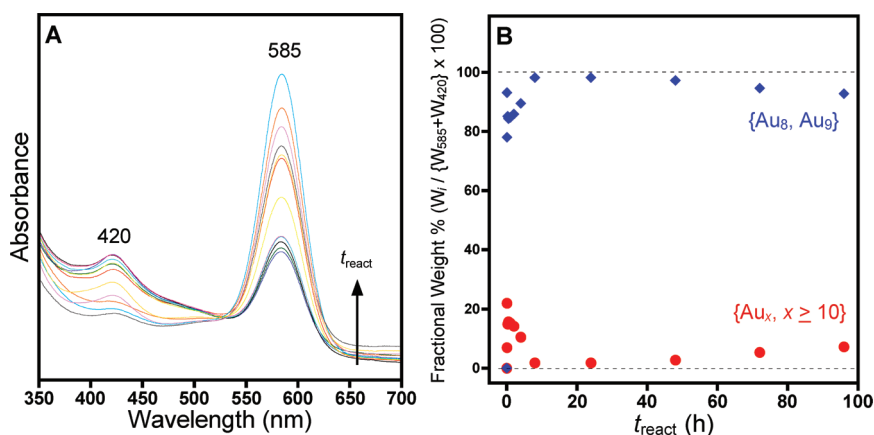 A
585
420
t_react
Absorbance
350 400 450 500 550 600 650 700
Wavelength (nm)
B
Fractional Weight % (W_i / {W_585+W_420} x 100)
100
80
60
40
20
0
{Au_8, Au_9}
{Au_x, x ≥ 10}
0 20 40 60 80 100
t_react (h)